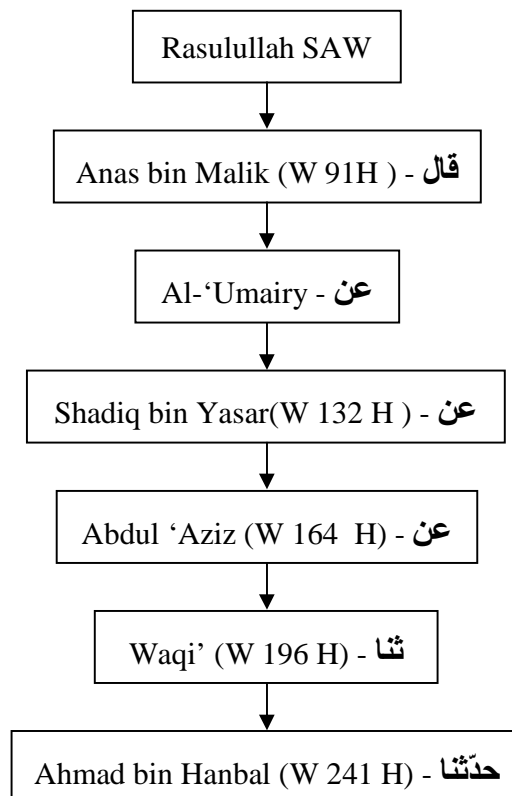 Rasulullah SAW
Anas bin Malik (W 91H ) - قال
Al-‘Umairy - عن
Shadiq bin Yasar(W 132 H ) - عن
Abdul ‘Aziz (W 164  H) - عن
Waqi’ (W 196 H) - ثنا
Ahmad bin Hanbal (W 241 H) - حدّثنا